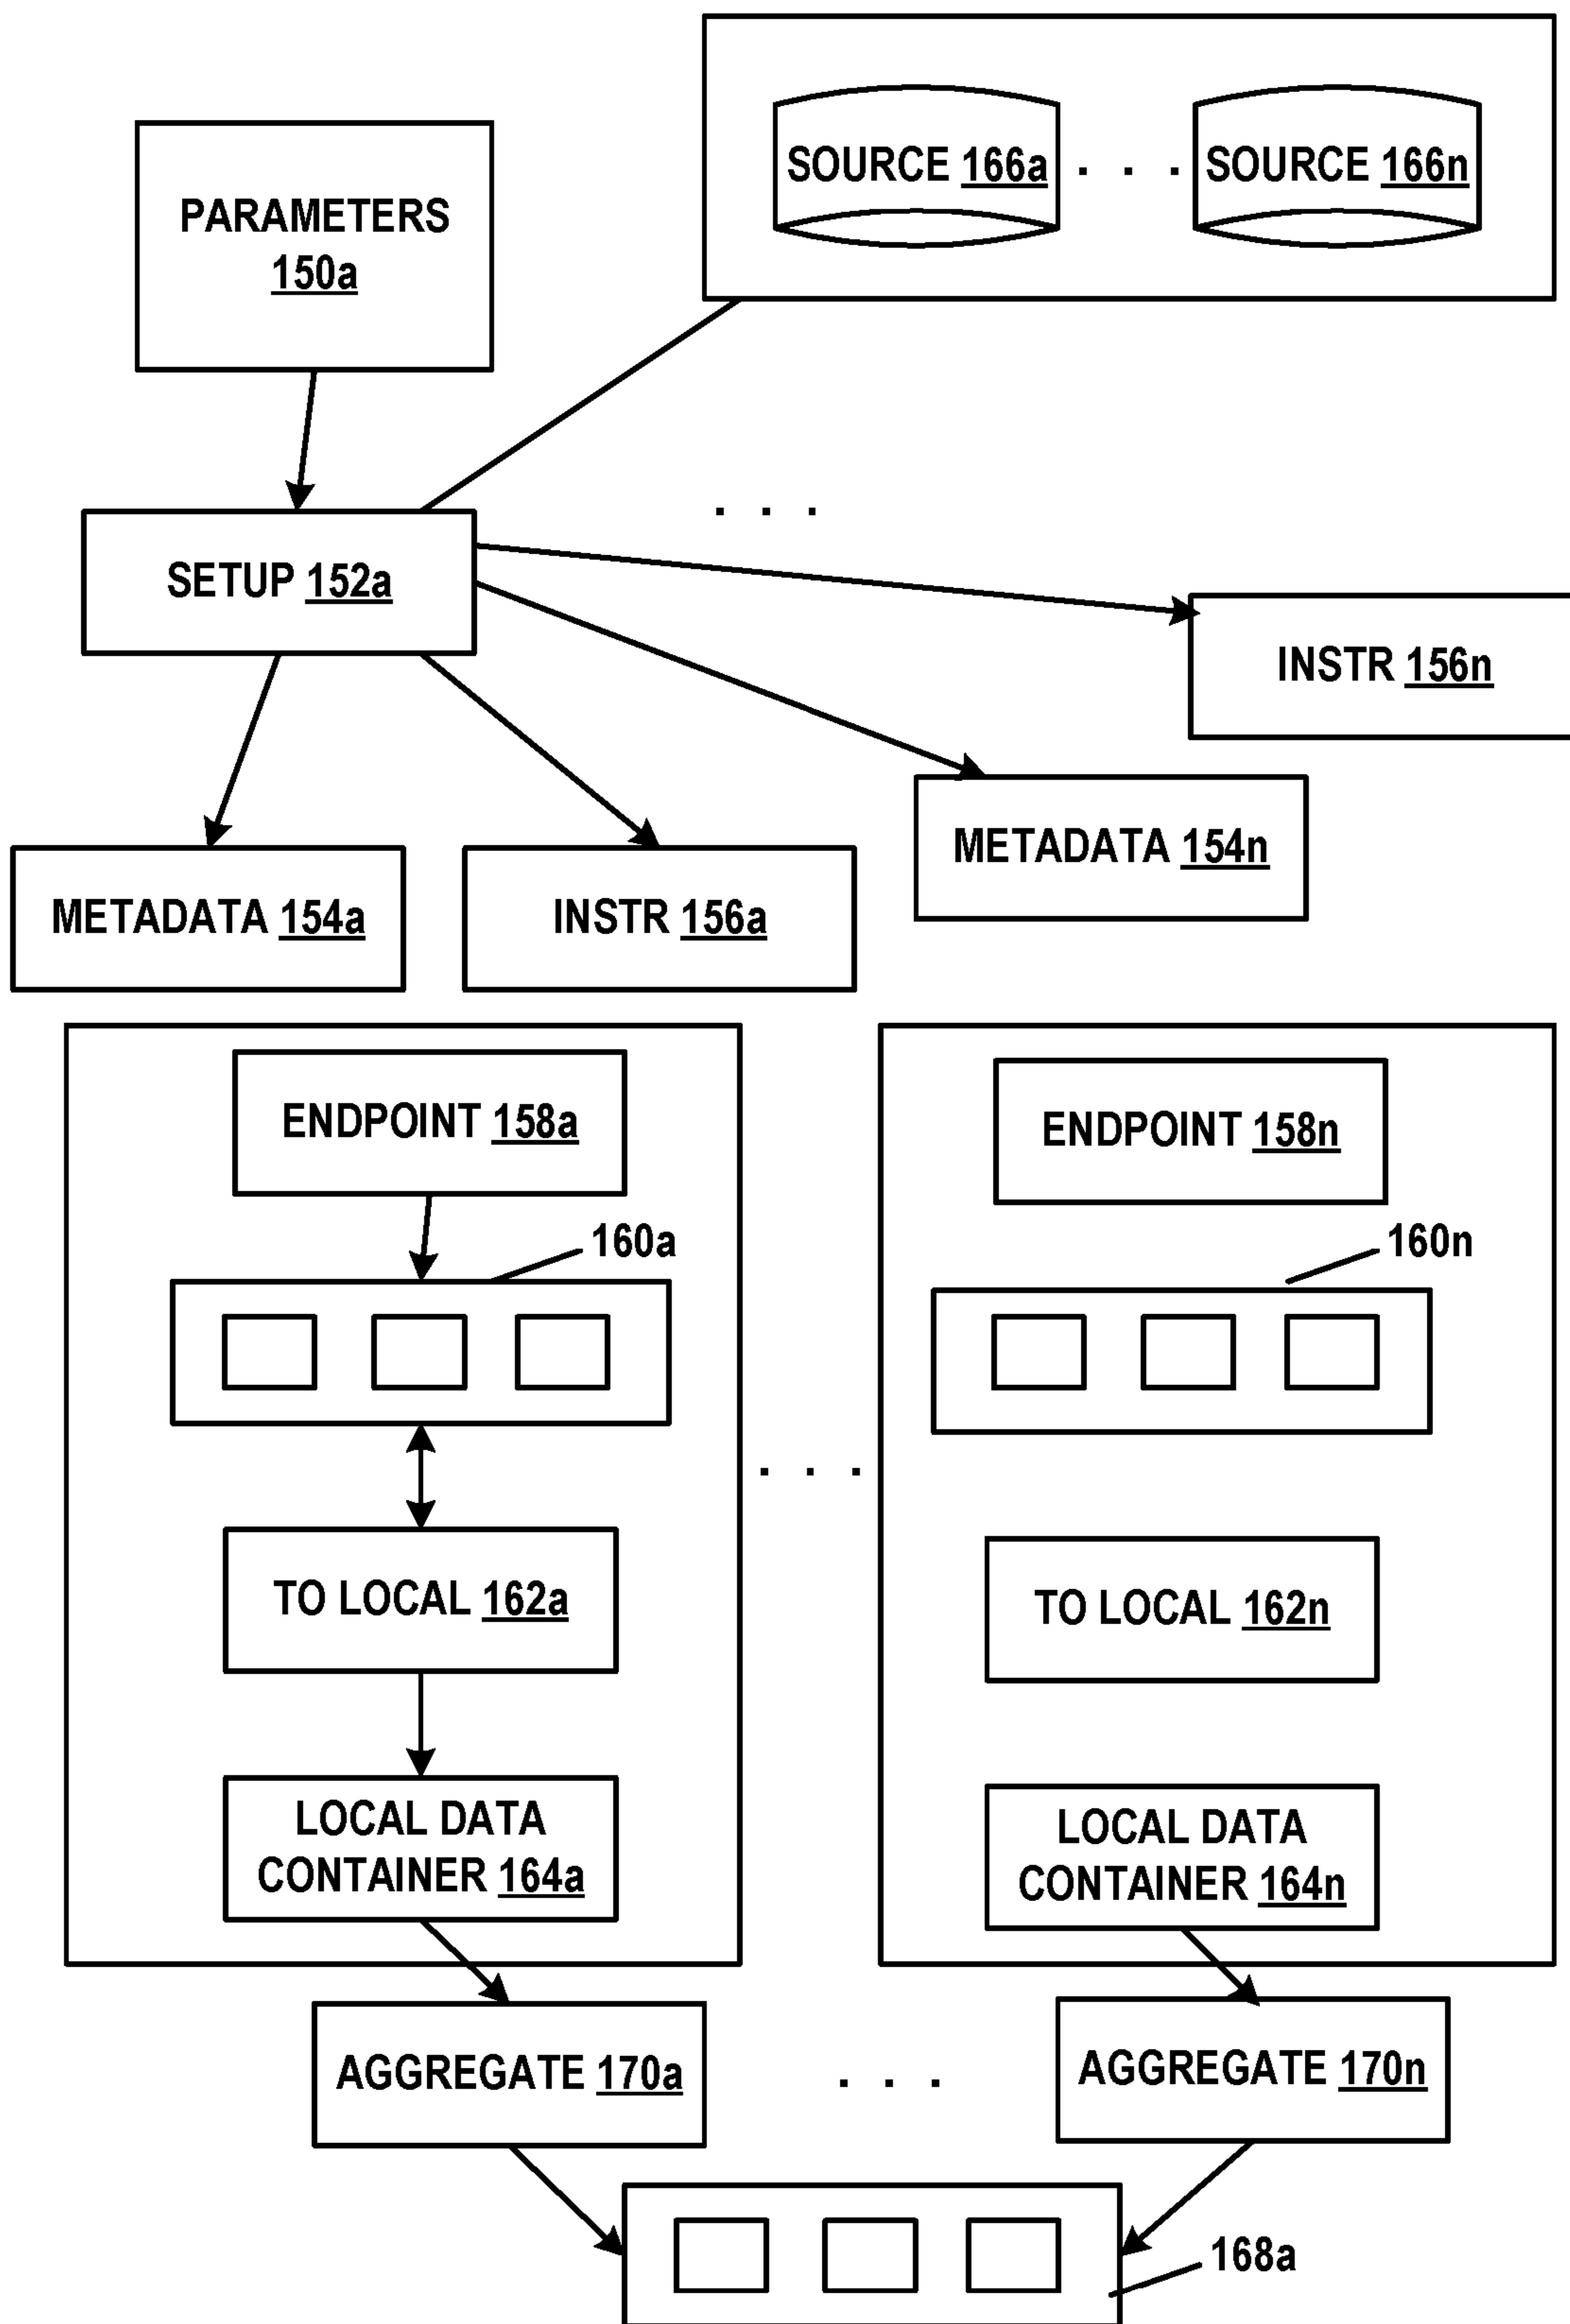 SOURCE 166a . . . SOURCE 166n
PARAMETERS
150a
. . .
SETUP 152a
INSTR 156n
METADATA 154n
METADATA 154a
INSTR 156a
ENDPOINT 158a
ENDPOINT 158n
160a
160n
. . .
TO LOCAL 162a
TO LOCAL 162n
LOCAL DATA
CONTAINER 164a
LOCAL DATA
CONTAINER 164n
AGGREGATE 170a
. . .
AGGREGATE 170n
168a